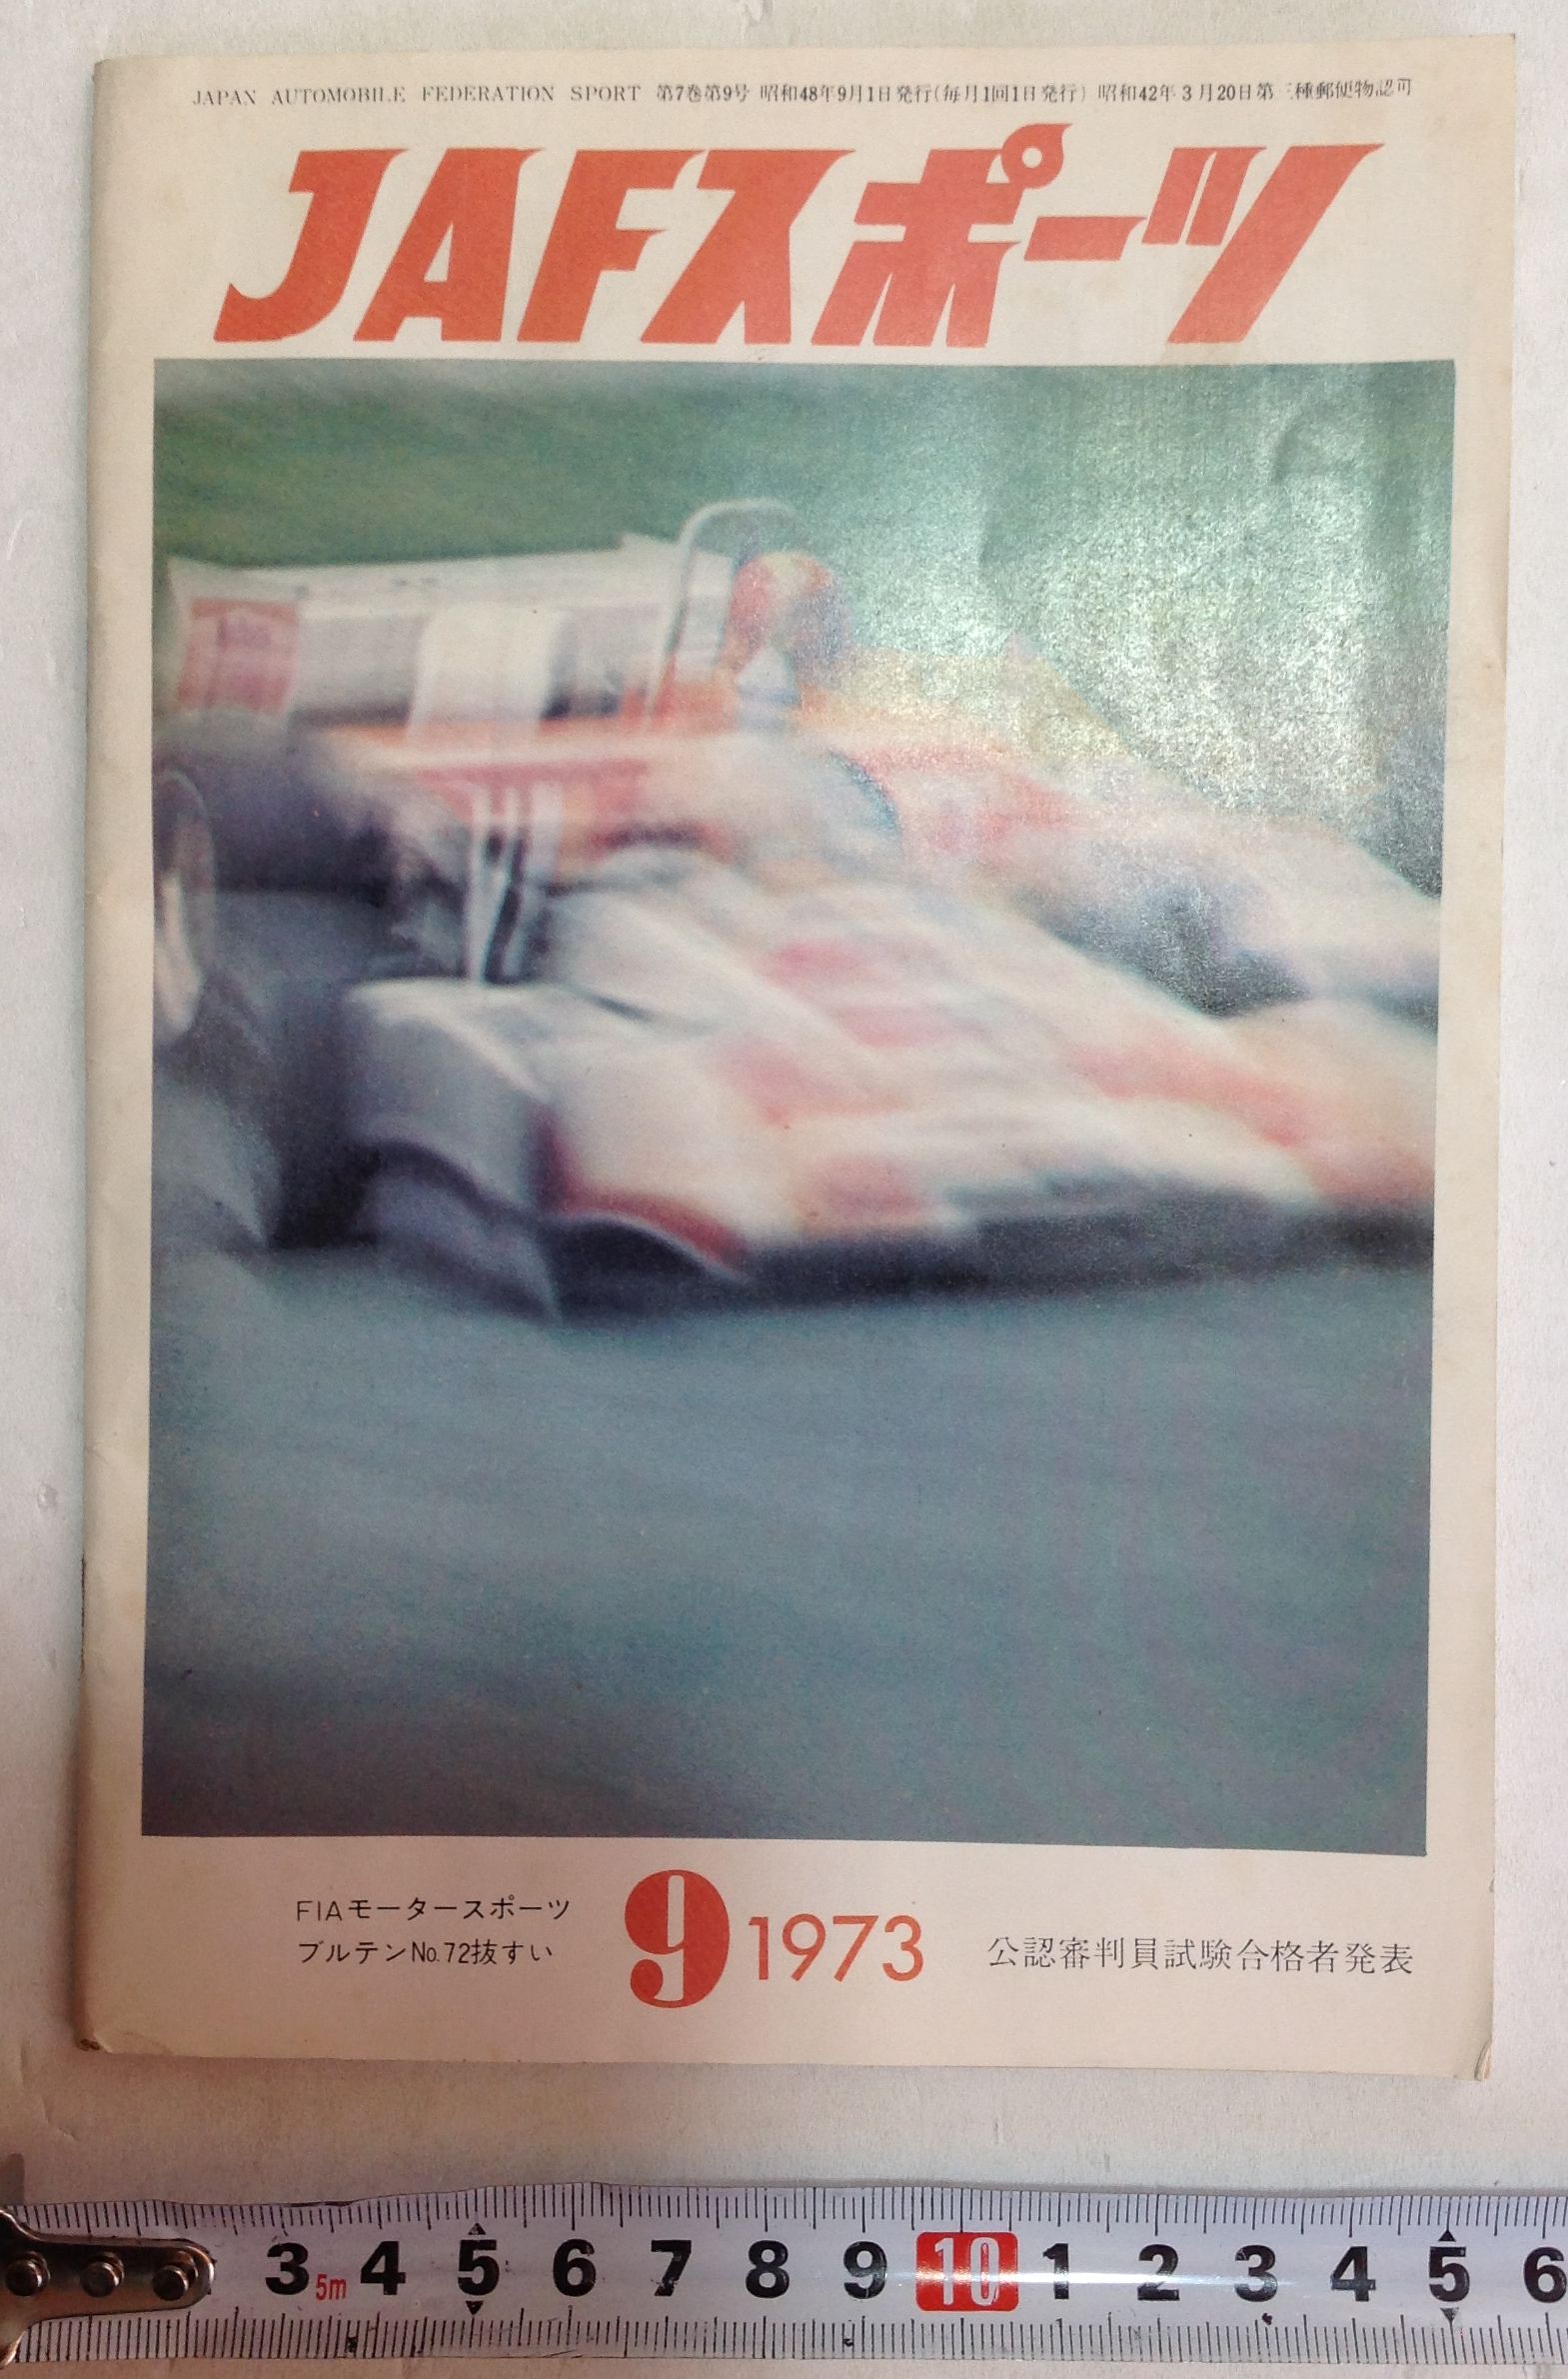 JAPAN AUTOMOBILE FEDERATION SPORT 第7巻第9号 昭和48年9月1日発行(毎月1回1日発行) 昭和42年3月20日第三種郵便物認可
JAFスポーツ
FIAモータースポーツ
ブルテンNo.72抜すい
9 1973
公認審判員試験合格者発表
3 5m 4 5 6 7 8 9 10 1 2 3 4 5 6